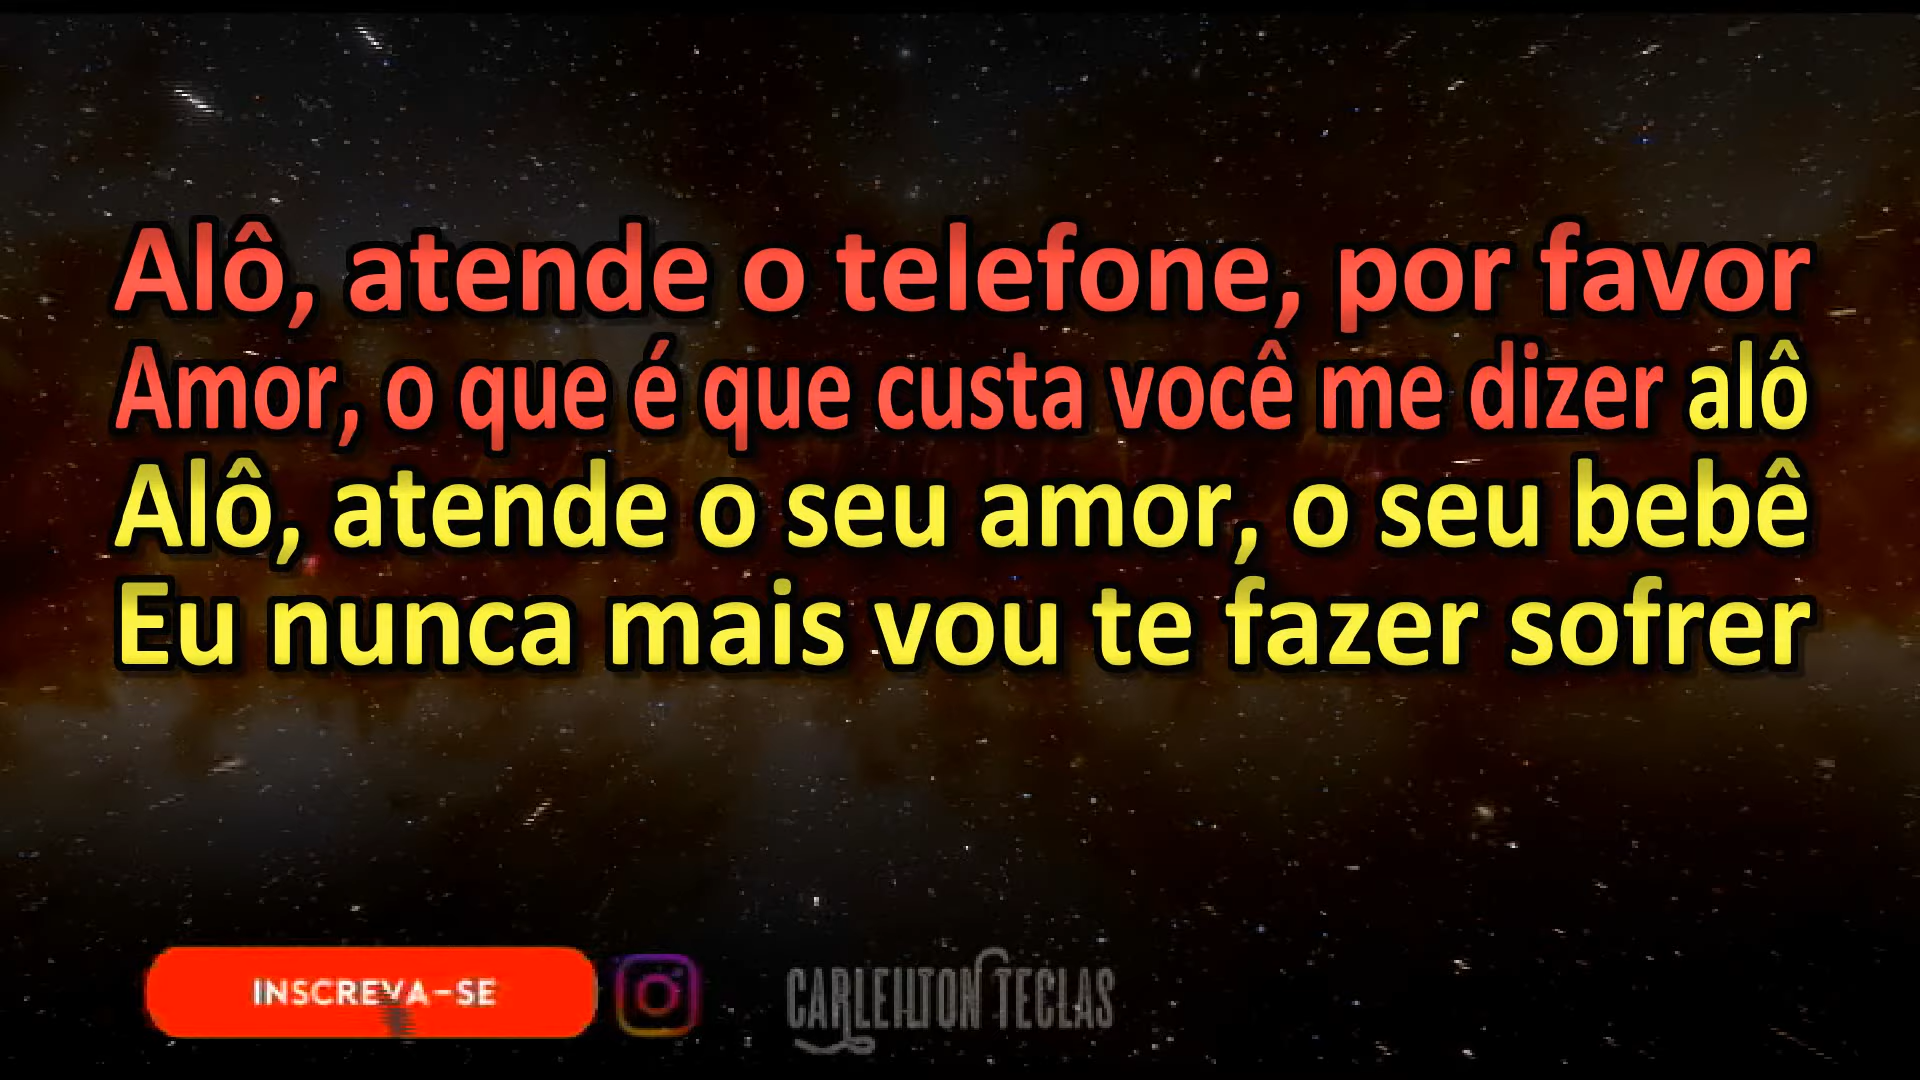 Alô, atende o telefone, por favor
Amor, o que é que custa você me dizer alô
Alô, atende o seu amor, o seu bebê
Eu nunca mais vou te fazer sofrer
INSCREVA-SE
CARLEILTON TECLAS